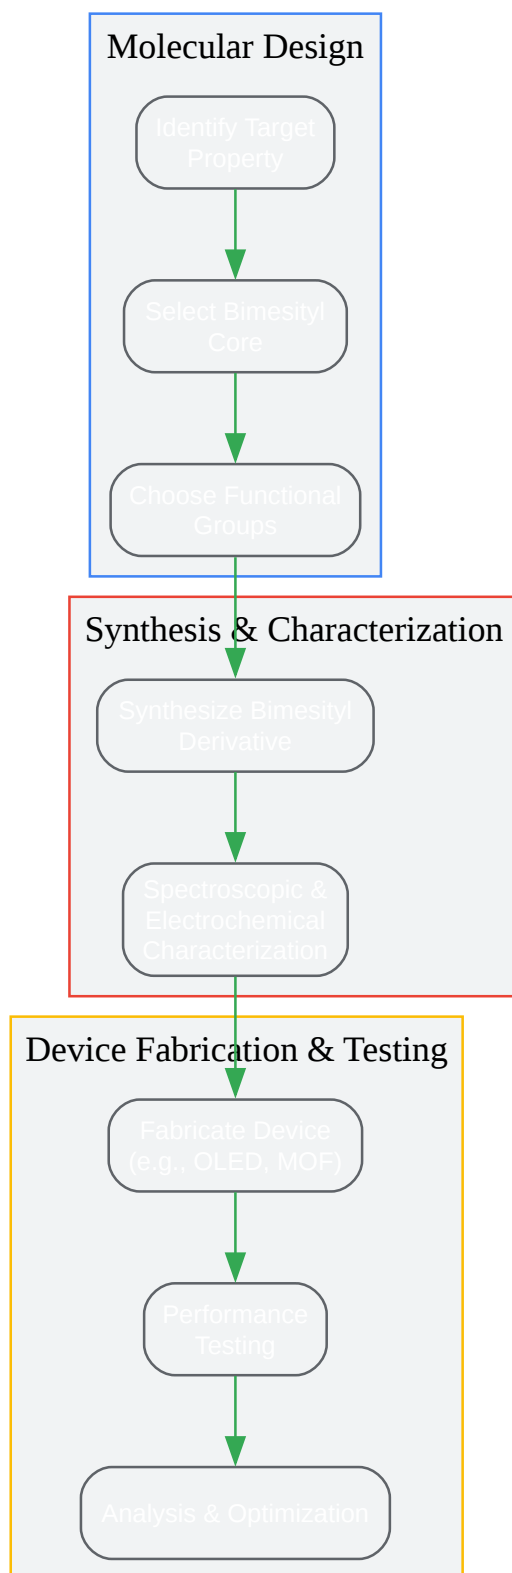 Molecular Design
Identify Target
Property
Select Bimesityl
Core
Choose Functional
Groups
Synthesis & Characterization
Synthesize Bimesityl
Derivative
Spectroscopic &
Electrochemical
Characterization
Device Fabrication & Testing
Fabricate Device
(e.g., OLED, MOF)
Performance
Testing
Analysis & Optimization